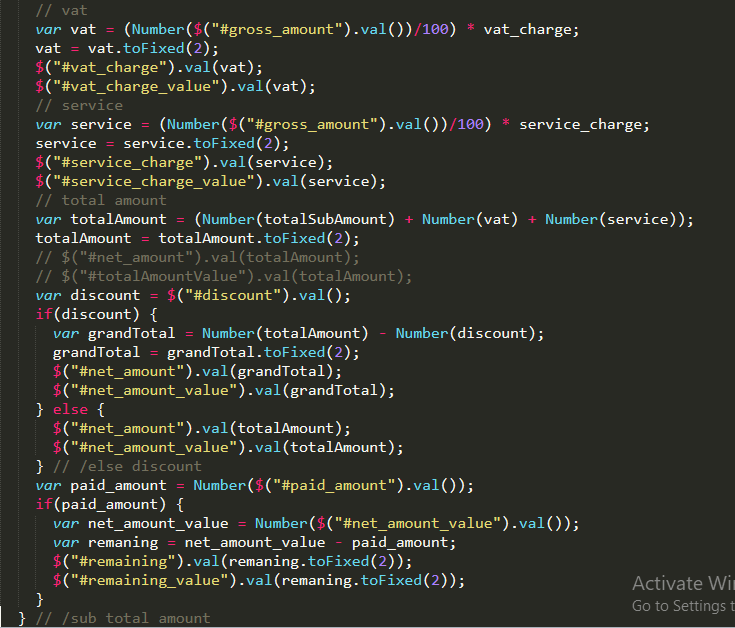 // vat
var vat = (Number($("#gross_amount").val())/100) * vat_charge;
vat = vat.toFixed(2);
$("#vat_charge").val(vat);
$("#vat_charge_value").val(vat);
// service
var service = (Number($("#gross_amount").val())/100) * service_charge;
service = service.toFixed(2);
$("#service_charge").val(service);
$("#service_charge_value").val(service);
// total amount
var totalAmount = (Number(totalSubAmount) + Number(vat) + Number(service));
totalAmount = totalAmount.toFixed(2);
// $("#net_amount").val(totalAmount);
// $("#totalAmountValue").val(totalAmount);
var discount = $("#discount").val();
if(discount) {
var grandTotal = Number(totalAmount) - Number(discount);
grandTotal = grandTotal.toFixed(2);
$("#net_amount").val(grandTotal);
$("#net_amount_value").val(grandTotal);
} else {
$("#net_amount").val(totalAmount);
$("#net_amount_value").val(totalAmount);
} // /else discount
var paid_amount = Number($("#paid_amount").val());
if(paid_amount) {
var net_amount_value = Number($("#net_amount_value").val());
var remaning = net_amount_value - paid_amount;
$("#remaining").val(remaning.toFixed(2));
$("#remaining_value").val(remaning.toFixed(2));
}
} // /sub total amount
Activate Wi
Go to Settings t